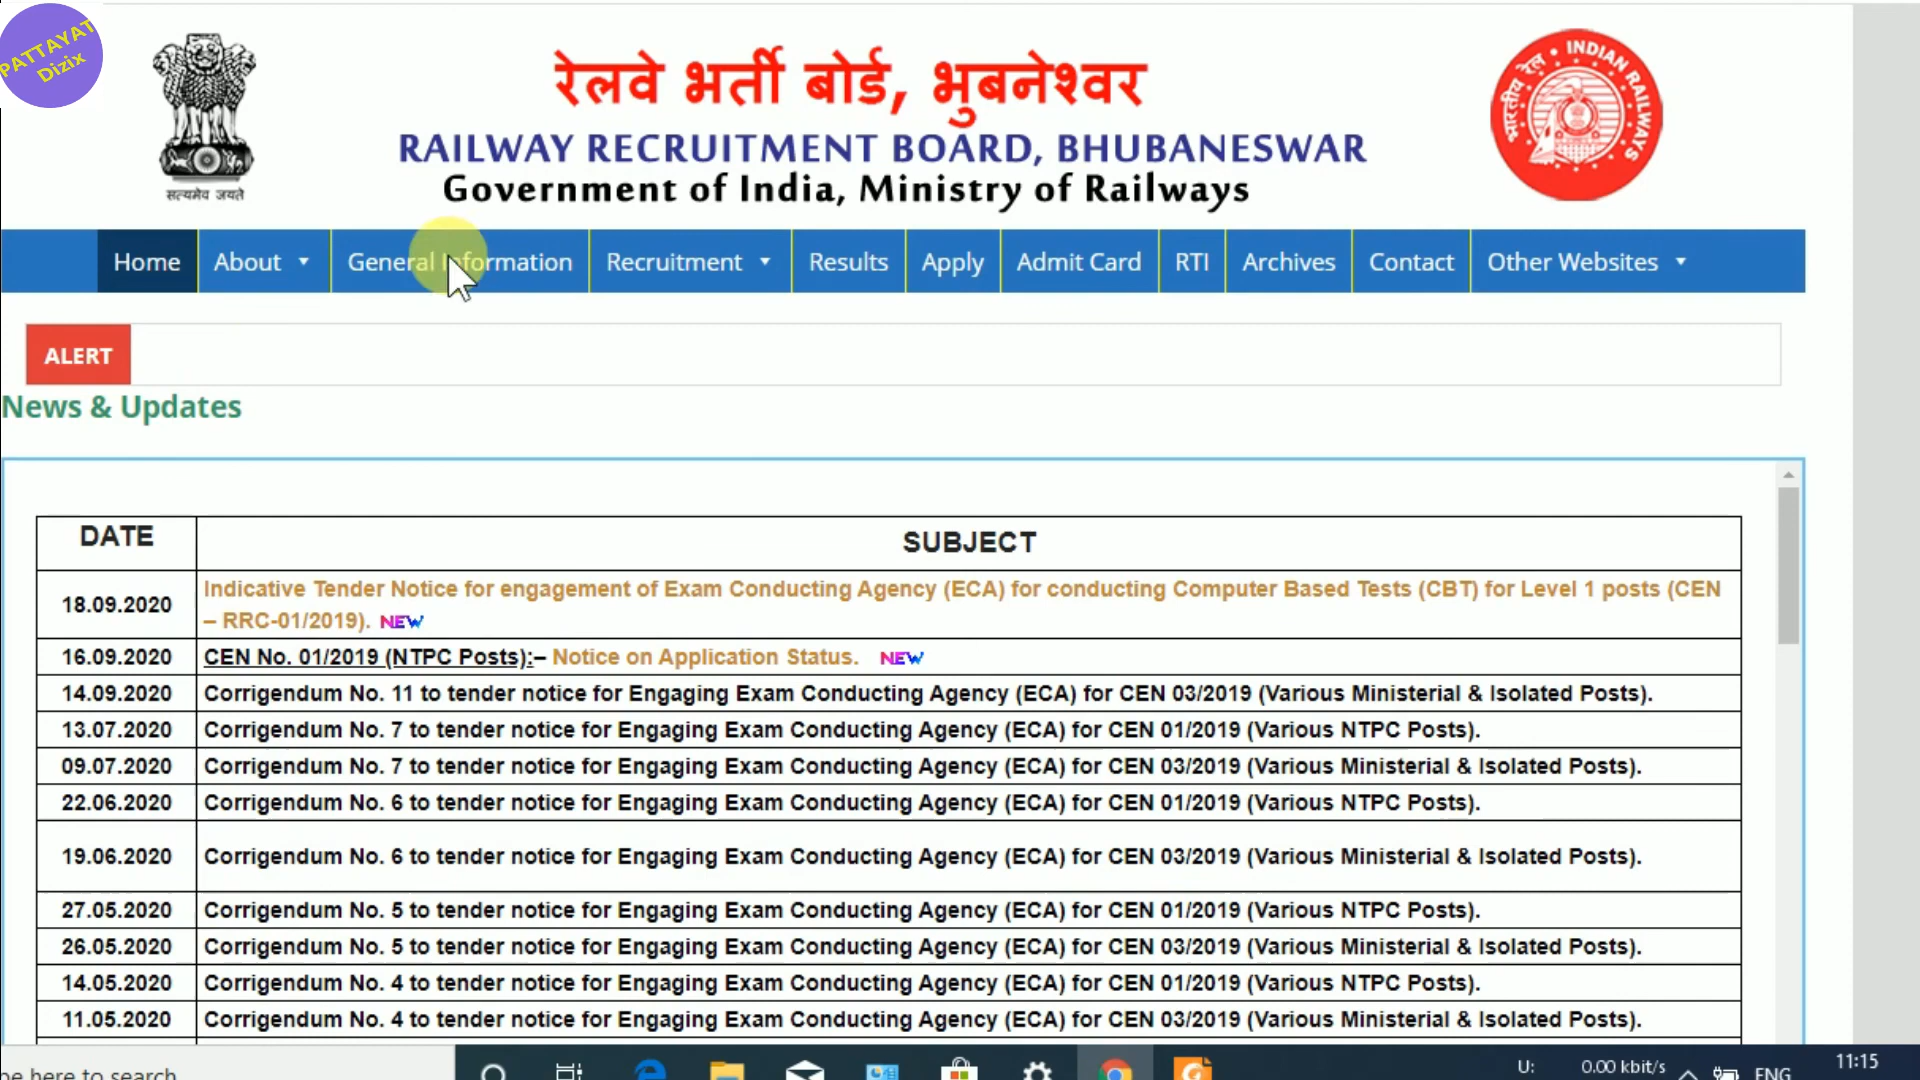 PATTAYAT
Dizix
सत्यमेव जयते
रेलवे भर्ती बोर्ड, भुबनेश्वर
RAILWAY RECRUITMENT BOARD, BHUBANESWAR
Government of India, Ministry of Railways
भारतीय रेल
INDIAN RAILWAYS
Home About General Information Recruitment Results Apply Admit Card RTI Archives Contact Other Websites
ALERT
News & Updates
DATE SUBJECT
18.09.2020 Indicative Tender Notice for engagement of Exam Conducting Agency (ECA) for conducting Computer Based Tests (CBT) for Level 1 posts (CEN
– RRC-01/2019). NEW
16.09.2020 CEN No. 01/2019 (NTPC Posts):– Notice on Application Status. NEW
14.09.2020 Corrigendum No. 11 to tender notice for Engaging Exam Conducting Agency (ECA) for CEN 03/2019 (Various Ministerial & Isolated Posts).
13.07.2020 Corrigendum No. 7 to tender notice for Engaging Exam Conducting Agency (ECA) for CEN 01/2019 (Various NTPC Posts).
09.07.2020 Corrigendum No. 7 to tender notice for Engaging Exam Conducting Agency (ECA) for CEN 03/2019 (Various Ministerial & Isolated Posts).
22.06.2020 Corrigendum No. 6 to tender notice for Engaging Exam Conducting Agency (ECA) for CEN 01/2019 (Various NTPC Posts).
19.06.2020 Corrigendum No. 6 to tender notice for Engaging Exam Conducting Agency (ECA) for CEN 03/2019 (Various Ministerial & Isolated Posts).
27.05.2020 Corrigendum No. 5 to tender notice for Engaging Exam Conducting Agency (ECA) for CEN 01/2019 (Various NTPC Posts).
26.05.2020 Corrigendum No. 5 to tender notice for Engaging Exam Conducting Agency (ECA) for CEN 03/2019 (Various Ministerial & Isolated Posts).
14.05.2020 Corrigendum No. 4 to tender notice for Engaging Exam Conducting Agency (ECA) for CEN 01/2019 (Various NTPC Posts).
11.05.2020 Corrigendum No. 4 to tender notice for Engaging Exam Conducting Agency (ECA) for CEN 03/2019 (Various Ministerial & Isolated Posts).
pe here to search U: 0.00 kbit/s ENG 11:15